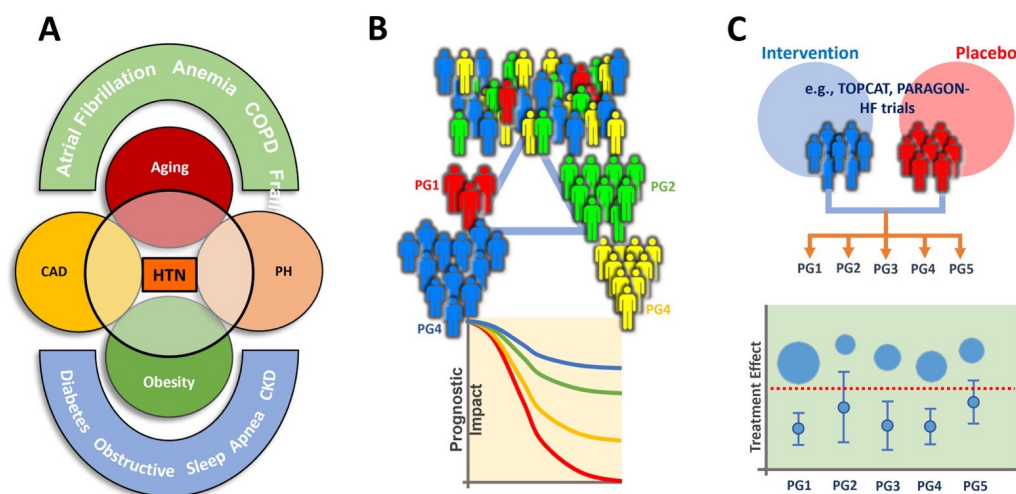 A
Atrial Fibrillation Anemia COPD Frail
Aging
CAD
HTN
PH
Obesity
Diabetes Obstructive Sleep Apnea CKD
B
PG1
PG2
PG4
PG4
Prognostic
Impact
C
Intervention
Placebo
e.g., TOPCAT, PARAGON-
HF trials
PG1 PG2 PG3 PG4 PG5
Treatment Effect
PG1 PG2 PG3 PG4 PG5